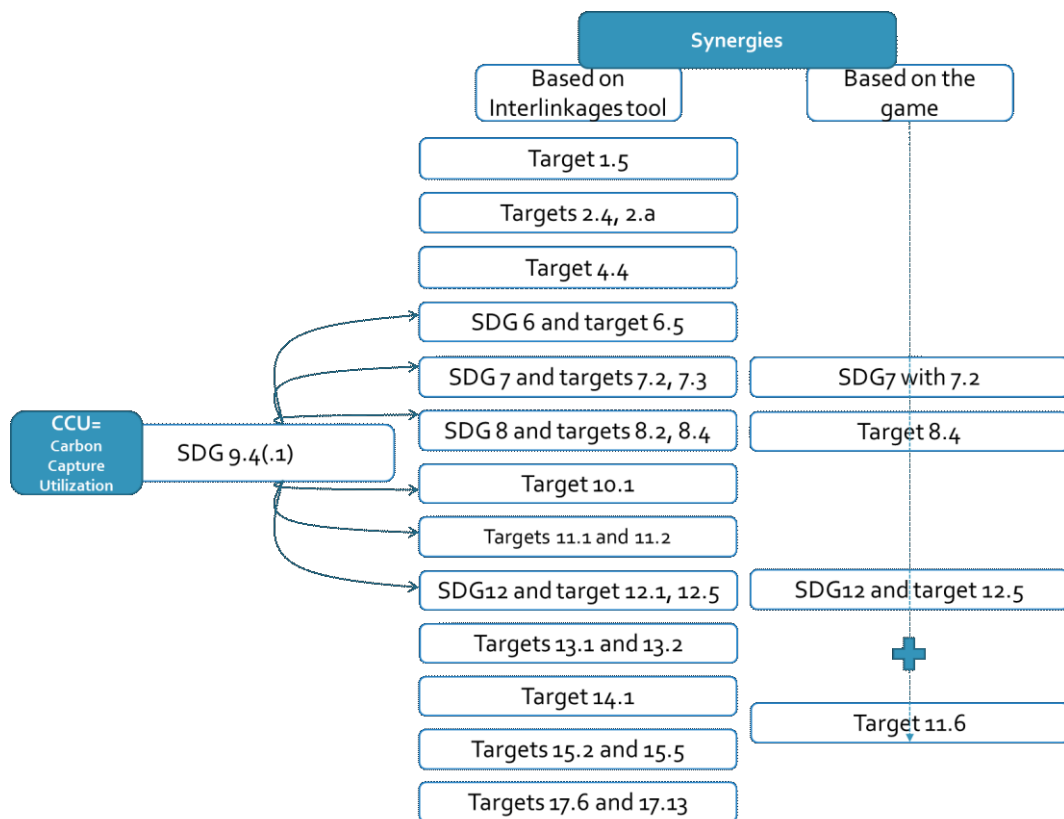 Synergies
Based on
Interlinkages tool
Based on the
game
Target 1.5
Targets 2.4, 2.a
Target 4.4
SDG 6 and target 6.5
SDG 7 and targets 7.2, 7.3
SDG7 with 7.2
CCU=
Carbon
Capture
Utilization
SDG 9.4(.1)
SDG 8 and targets 8.2, 8.4
Target 8.4
Target 10.1
Targets 11.1 and 11.2
SDG12 and target 12.1, 12.5
SDG12 and target 12.5
Targets 13.1 and 13.2
Target 14.1
Target 11.6
Targets 15.2 and 15.5
Targets 17.6 and 17.13